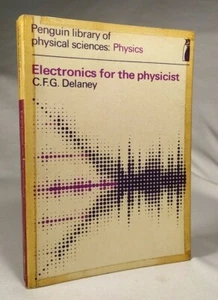 Penguin library of
physical sciences: Physics
Electronics for the physicist
C.F.G. Delaney